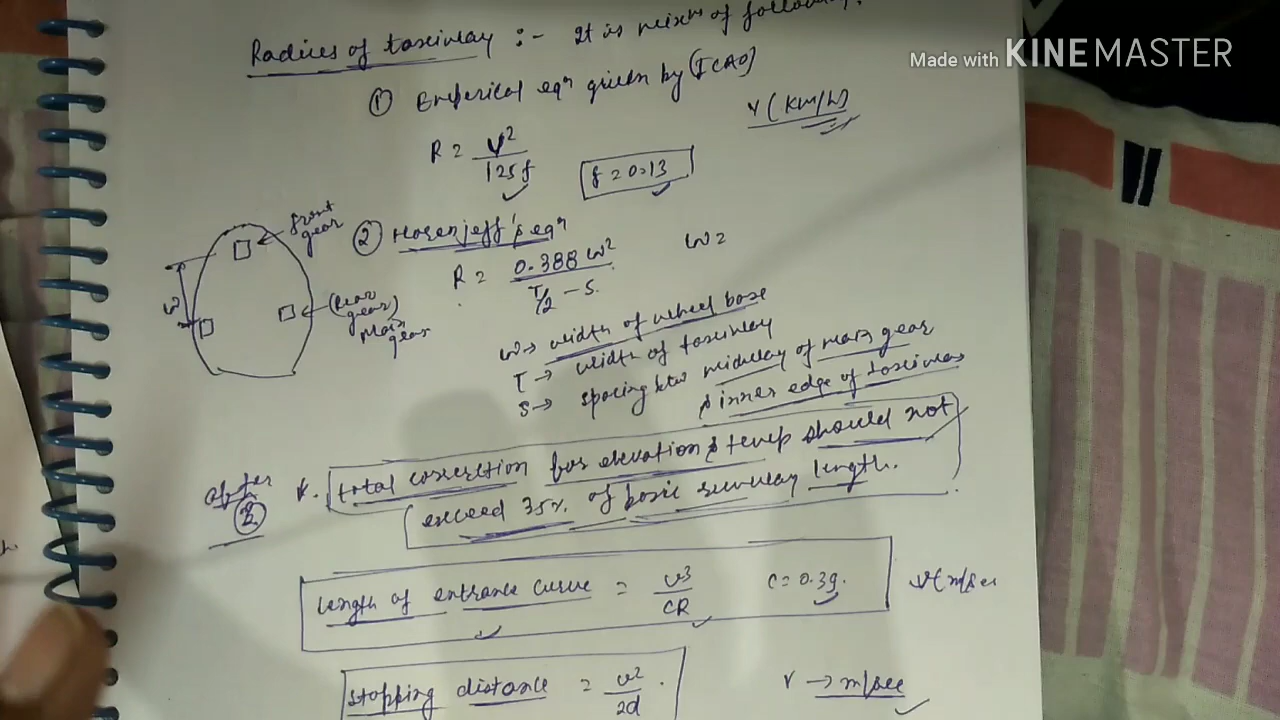 Made with KINEMASTER
Radius of taxiway :- It is mixm of following.
① Emperical eqn given by (ICAO)
V (KM/h)
R = V²/125f
f = 0.13
② Horenjeff's eqn
front gear
R = 0.388 w²/(T/2 - S)
w =
W
(Rear gear) Main gear
w → width of wheel base
T → width of taxiway
S → spacing btw midway of main gear
& inner edge of taxiway
after ② *. total correction for elevation & temp should not
exceed 35% of basic runway length.
length of entrance curve = v³/CR C = 0.39. v(m/sec
stopping distance = v²/2d . V → m/sec